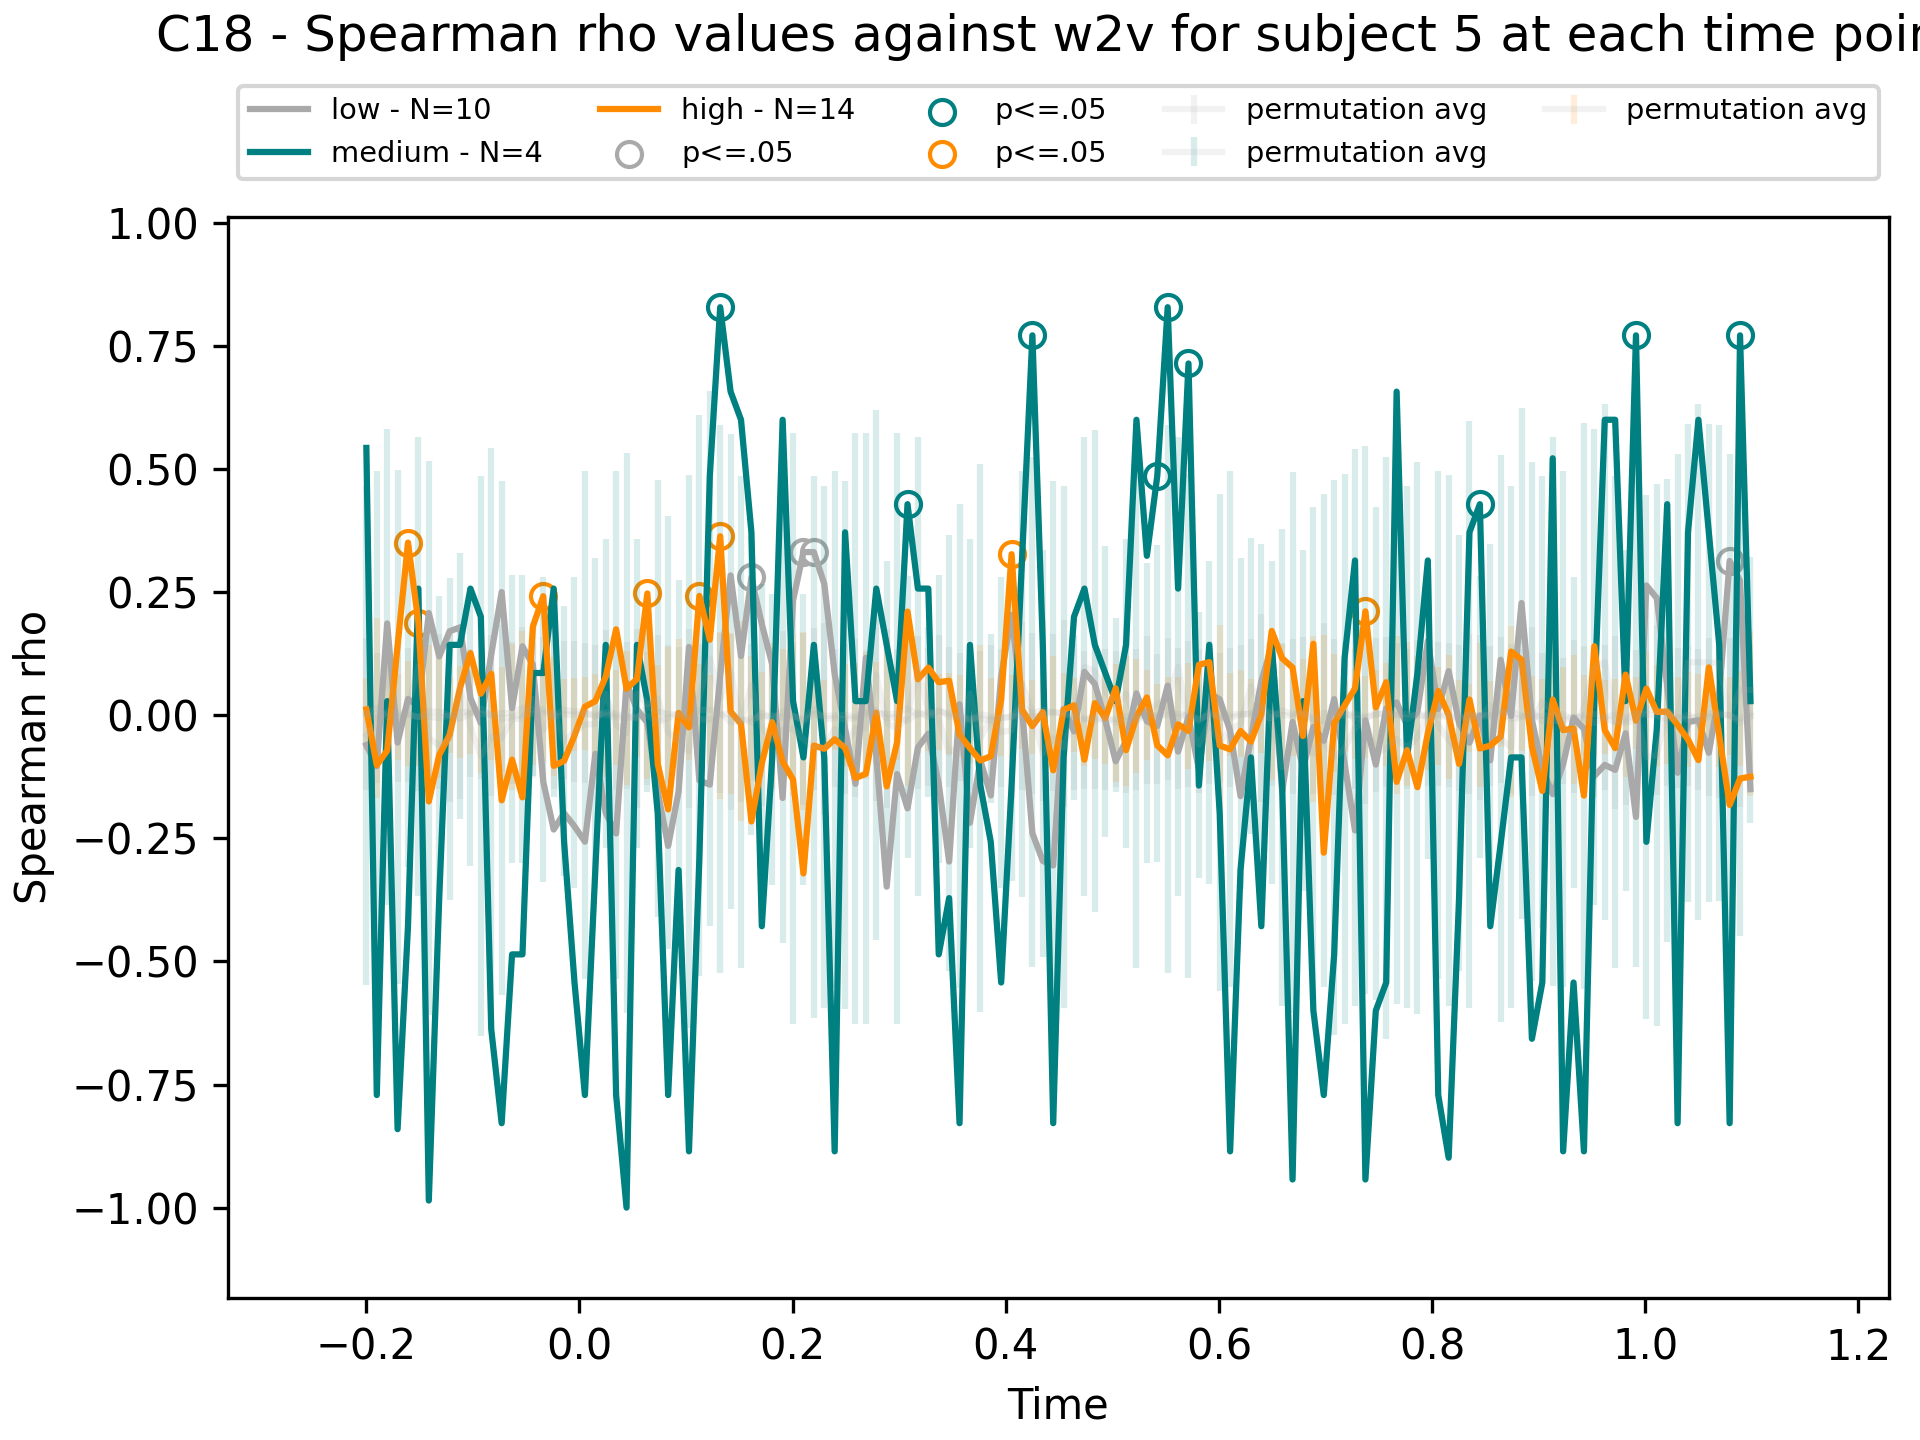 C18 - Spearman rho values against w2v for subject 5 at each time poin
low - N=10
medium - N=4
high - N=14
p<=.05
p<=.05
p<=.05
permutation avg
permutation avg
permutation avg
1.00
0.75
0.50
0.25
0.00
−0.25
−0.50
−0.75
−1.00
Spearman rho
−0.2 0.0 0.2 0.4 0.6 0.8 1.0 1.2
Time